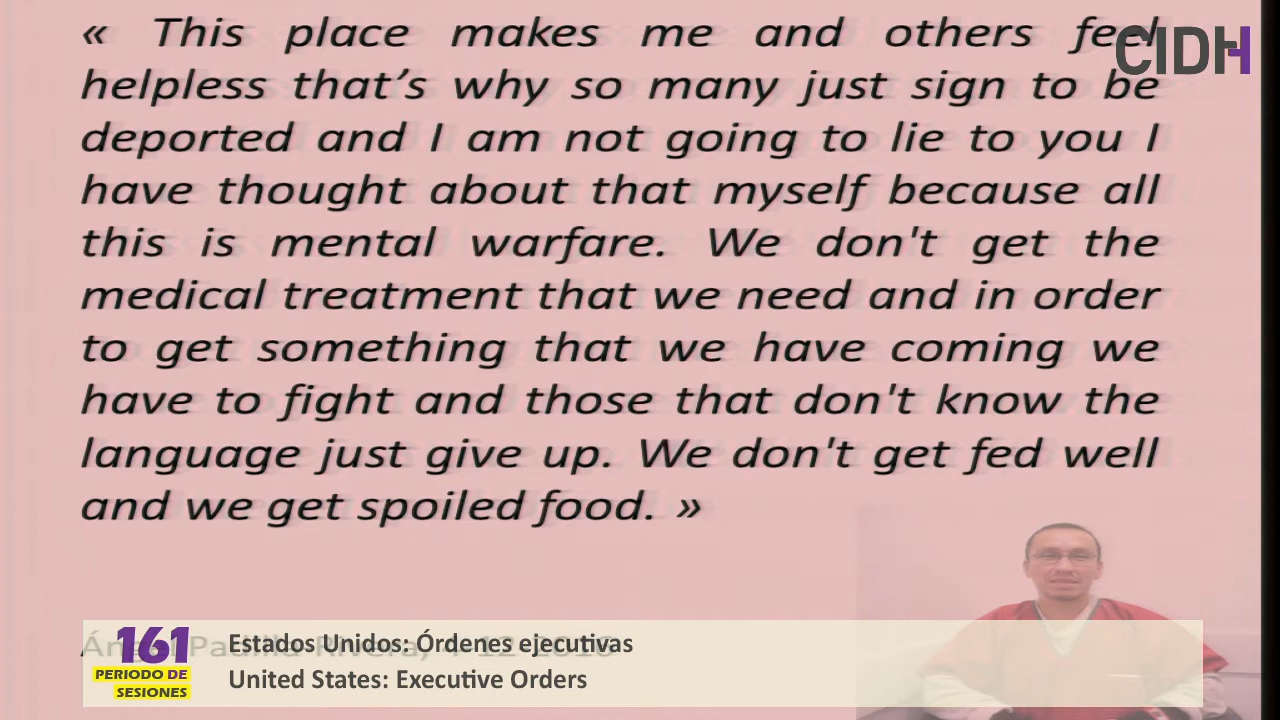 « This place makes me and others feel
CIDH
helpless that’s why so many just sign to be
deported and I am not going to lie to you I
have thought about that myself because all
this is mental warfare. We don't get the
medical treatment that we need and in order
to get something that we have coming we
have to fight and those that don't know the
language just give up. We don't get fed well
and we get spoiled food. »
Ángel Padilla Rivera,
161
PERIODO DE
SESIONES
Estados Unidos: Órdenes ejecutivas
United States: Executive Orders